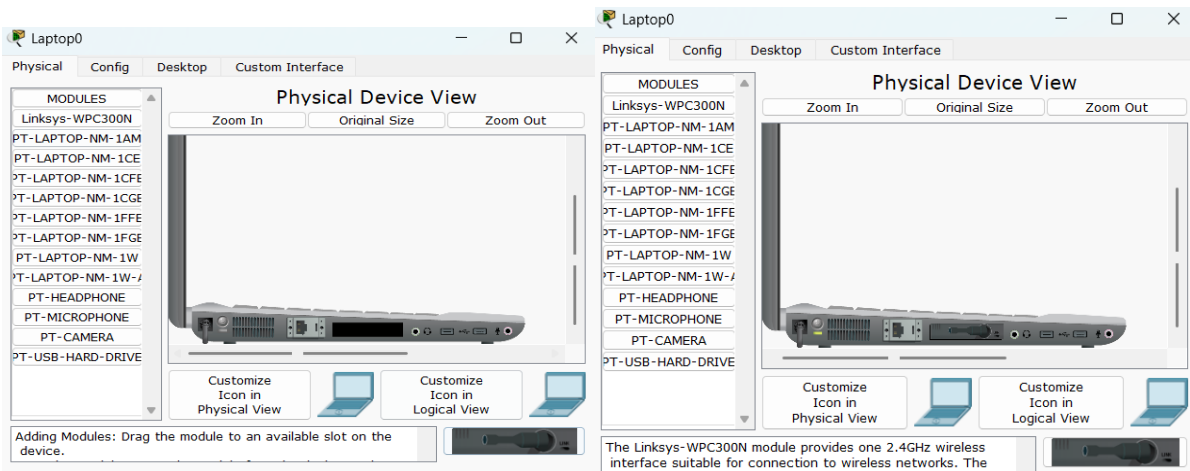 Laptop0
Physical Config Desktop Custom Interface
MODULES
Linksys-WPC300N
PT-LAPTOP-NM-1AM
PT-LAPTOP-NM-1CE
PT-LAPTOP-NM-1CFE
PT-LAPTOP-NM-1CGE
PT-LAPTOP-NM-1FFE
PT-LAPTOP-NM-1FGE
PT-LAPTOP-NM-1W
PT-LAPTOP-NM-1W-A
PT-HEADPHONE
PT-MICROPHONE
PT-CAMERA
PT-USB-HARD-DRIVE
Physical Device View
Zoom In Original Size Zoom Out
Customize
Icon in
Physical View
Customize
Icon in
Logical View
Adding Modules: Drag the module to an available slot on the
device.
Laptop0
Physical Config Desktop Custom Interface
MODULES
Linksys-WPC300N
PT-LAPTOP-NM-1AM
PT-LAPTOP-NM-1CE
PT-LAPTOP-NM-1CFE
PT-LAPTOP-NM-1CGE
PT-LAPTOP-NM-1FFE
PT-LAPTOP-NM-1FGE
PT-LAPTOP-NM-1W
PT-LAPTOP-NM-1W-A
PT-HEADPHONE
PT-MICROPHONE
PT-CAMERA
PT-USB-HARD-DRIVE
Physical Device View
Zoom In Original Size Zoom Out
Customize
Icon in
Physical View
Customize
Icon in
Logical View
The Linksys-WPC300N module provides one 2.4GHz wireless
interface suitable for connection to wireless networks. The